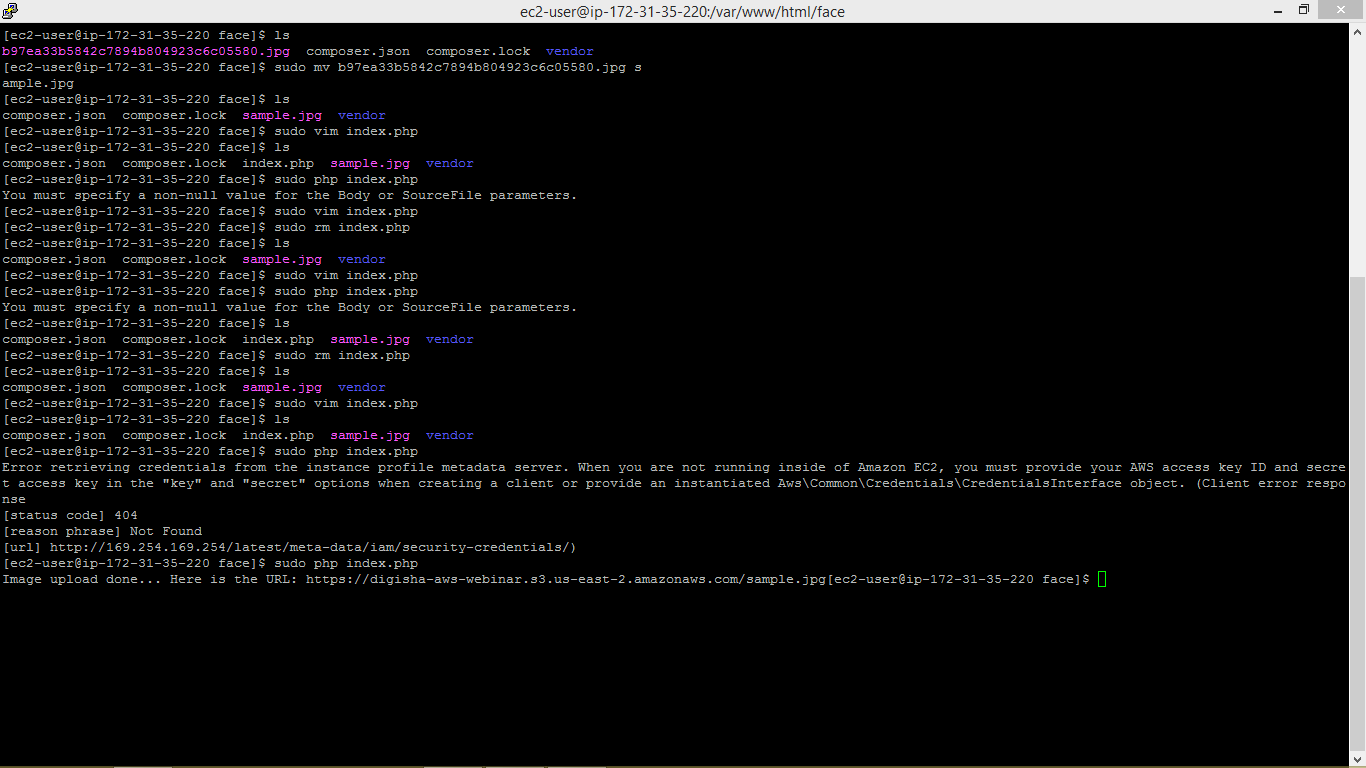 ec2-user@ip-172-31-35-220:/var/www/html/face
[ec2-user@ip-172-31-35-220 face]$ ls
b97ea33b5842c7894b804923c6c05580.jpg  composer.json  composer.lock  vendor
[ec2-user@ip-172-31-35-220 face]$ sudo mv b97ea33b5842c7894b804923c6c05580.jpg s
ample.jpg
[ec2-user@ip-172-31-35-220 face]$ ls
composer.json  composer.lock  sample.jpg  vendor
[ec2-user@ip-172-31-35-220 face]$ sudo vim index.php
[ec2-user@ip-172-31-35-220 face]$ ls
composer.json  composer.lock  index.php  sample.jpg  vendor
[ec2-user@ip-172-31-35-220 face]$ sudo php index.php
You must specify a non-null value for the Body or SourceFile parameters.
[ec2-user@ip-172-31-35-220 face]$ sudo vim index.php
[ec2-user@ip-172-31-35-220 face]$ sudo rm index.php
[ec2-user@ip-172-31-35-220 face]$ ls
composer.json  composer.lock  sample.jpg  vendor
[ec2-user@ip-172-31-35-220 face]$ sudo vim index.php
[ec2-user@ip-172-31-35-220 face]$ sudo php index.php
You must specify a non-null value for the Body or SourceFile parameters.
[ec2-user@ip-172-31-35-220 face]$ ls
composer.json  composer.lock  index.php  sample.jpg  vendor
[ec2-user@ip-172-31-35-220 face]$ sudo rm index.php
[ec2-user@ip-172-31-35-220 face]$ ls
composer.json  composer.lock  sample.jpg  vendor
[ec2-user@ip-172-31-35-220 face]$ sudo vim index.php
[ec2-user@ip-172-31-35-220 face]$ ls
composer.json  composer.lock  index.php  sample.jpg  vendor
[ec2-user@ip-172-31-35-220 face]$ sudo php index.php
Error retrieving credentials from the instance profile metadata server. When you are not running inside of Amazon EC2, you must provide your AWS access key ID and secre
t access key in the "key" and "secret" options when creating a client or provide an instantiated Aws\Common\Credentials\CredentialsInterface object. (Client error respo
nse
[status code] 404
[reason phrase] Not Found
[url] http://169.254.169.254/latest/meta-data/iam/security-credentials/)
[ec2-user@ip-172-31-35-220 face]$ sudo php index.php
Image upload done... Here is the URL: https://digisha-aws-webinar.s3.us-east-2.amazonaws.com/sample.jpg[ec2-user@ip-172-31-35-220 face]$